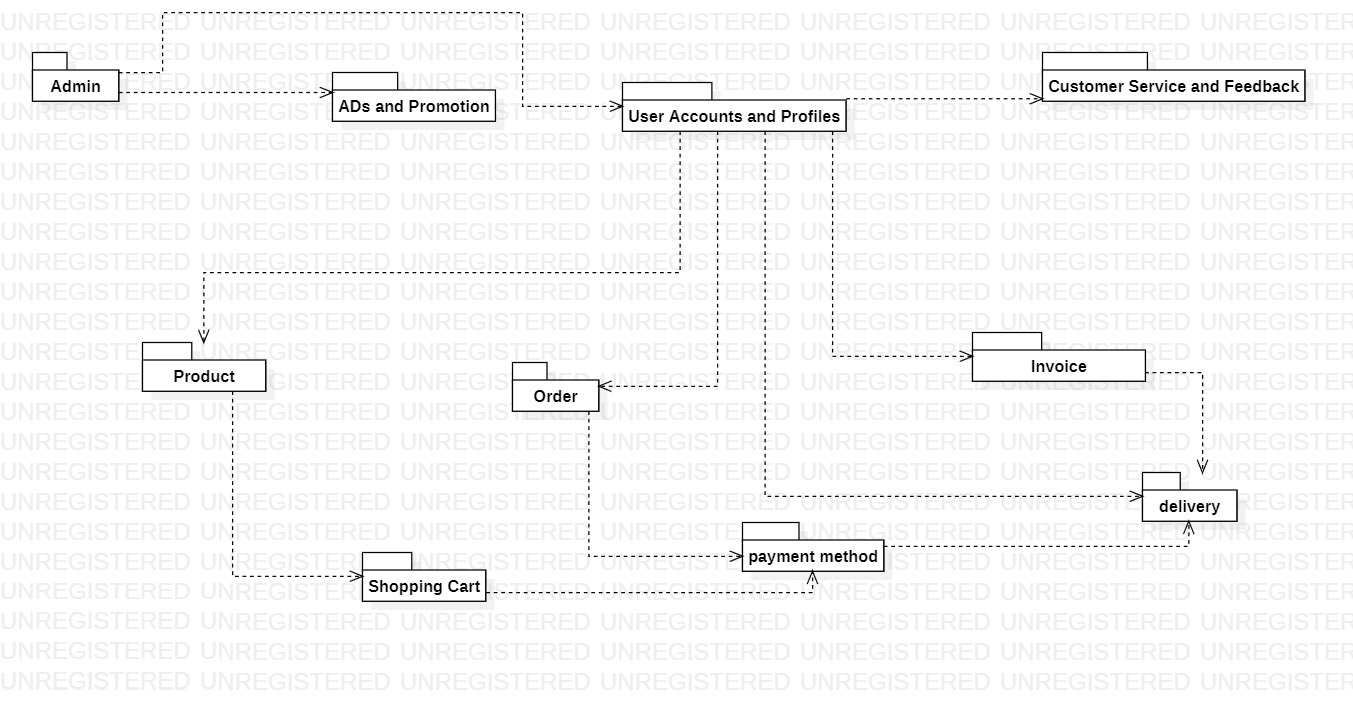 UNREGISTERED UNREGISTERED UNREGISTERED UNREGISTERED UNREGISTERED UNREGISTERED
Admin
ADs and Promotion
User Accounts and Profiles
Customer Service and Feedback
Product
Order
Invoice
delivery
payment method
Shopping Cart